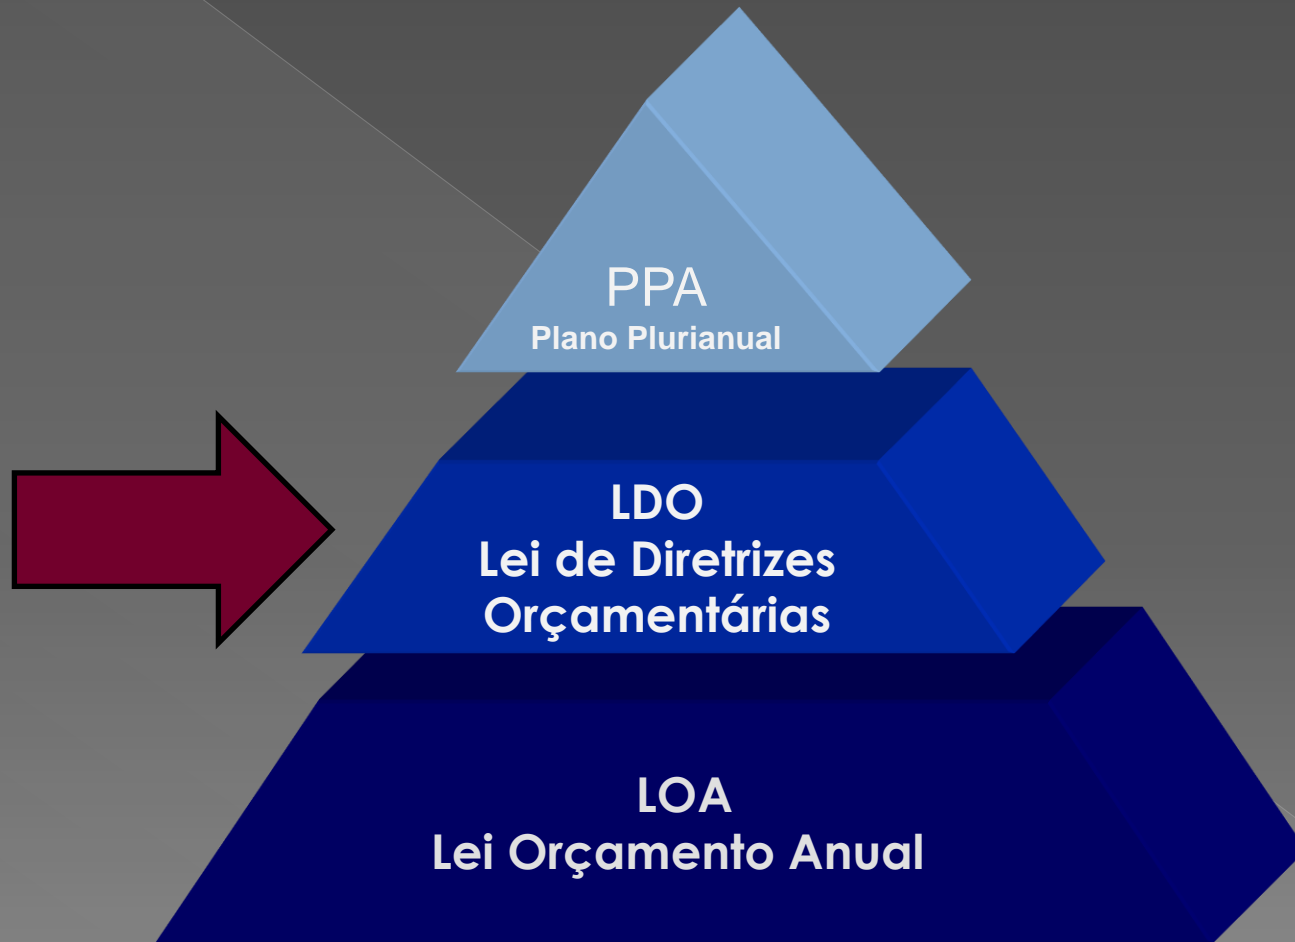 PPA
Plano Plurianual
LDO
Lei de Diretrizes
Orçamentárias
LOA
Lei Orçamento Anual